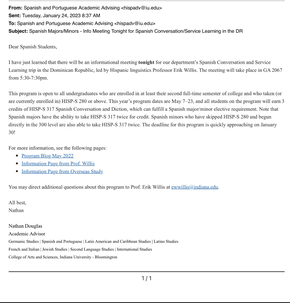 From: Spanish and Portuguese Academic Advising <hispadv@iu.edu>
Sent: Tuesday, January 24, 2023 8:37 AM
To: Spanish and Portuguese Academic Advising <hispadv@iu.edu>
Subject: Spanish Majors/Minors - Info Meeting Tonight for Spanish Conversation/Service Learning in the DR
Dear Spanish Students,
I have just learned that there will be an informational meeting tonight for our department's Spanish Conversation and Service
Learning trip in the Dominican Republic, led by Hispanic Linguistics Professor Erik Willis. The meeting will take place in GA 2067
from 5:30-7:30pm.
This program is open to all undergraduates who are enrolled in at least their second full-time semester of college and who have taken (or
are currently enrolled in) HISP-S 280 or above. This year's program dates are May 7 -23, and all students on the program will earn 3
credits of HISP-S 317 Spanish Conversation and Diction, which can fulfill a Spanish major/minor elective requirement. Note that
Spanish majors have the ability to take HISP-S 317 twice for credit. Spanish minors who have skipped HISP-S 280 and begun
directly in the 300 level are also able to take HISP-S 317 twice. The deadline for this program is quickly approaching on January
30!
For more information, see the following pages:
• Program Blog May 2022
• Information Page from Prof. Willis
• Information Page from Overseas Study
You may direct additional questions about this program to Prof. Erik Willis at ewwillis@indiana.edu.
All best,
Nathan
Nathan Douglas
Academic Advisor
Germanic Studies | Spanish and Portuguese | Latin American and Caribbean Studies | Latino Studies
French and Italian | Jewish Studies | Second Language Studies | International Studies
College of Arts and Sciences, Indiana University - Bloomington
1 / 1